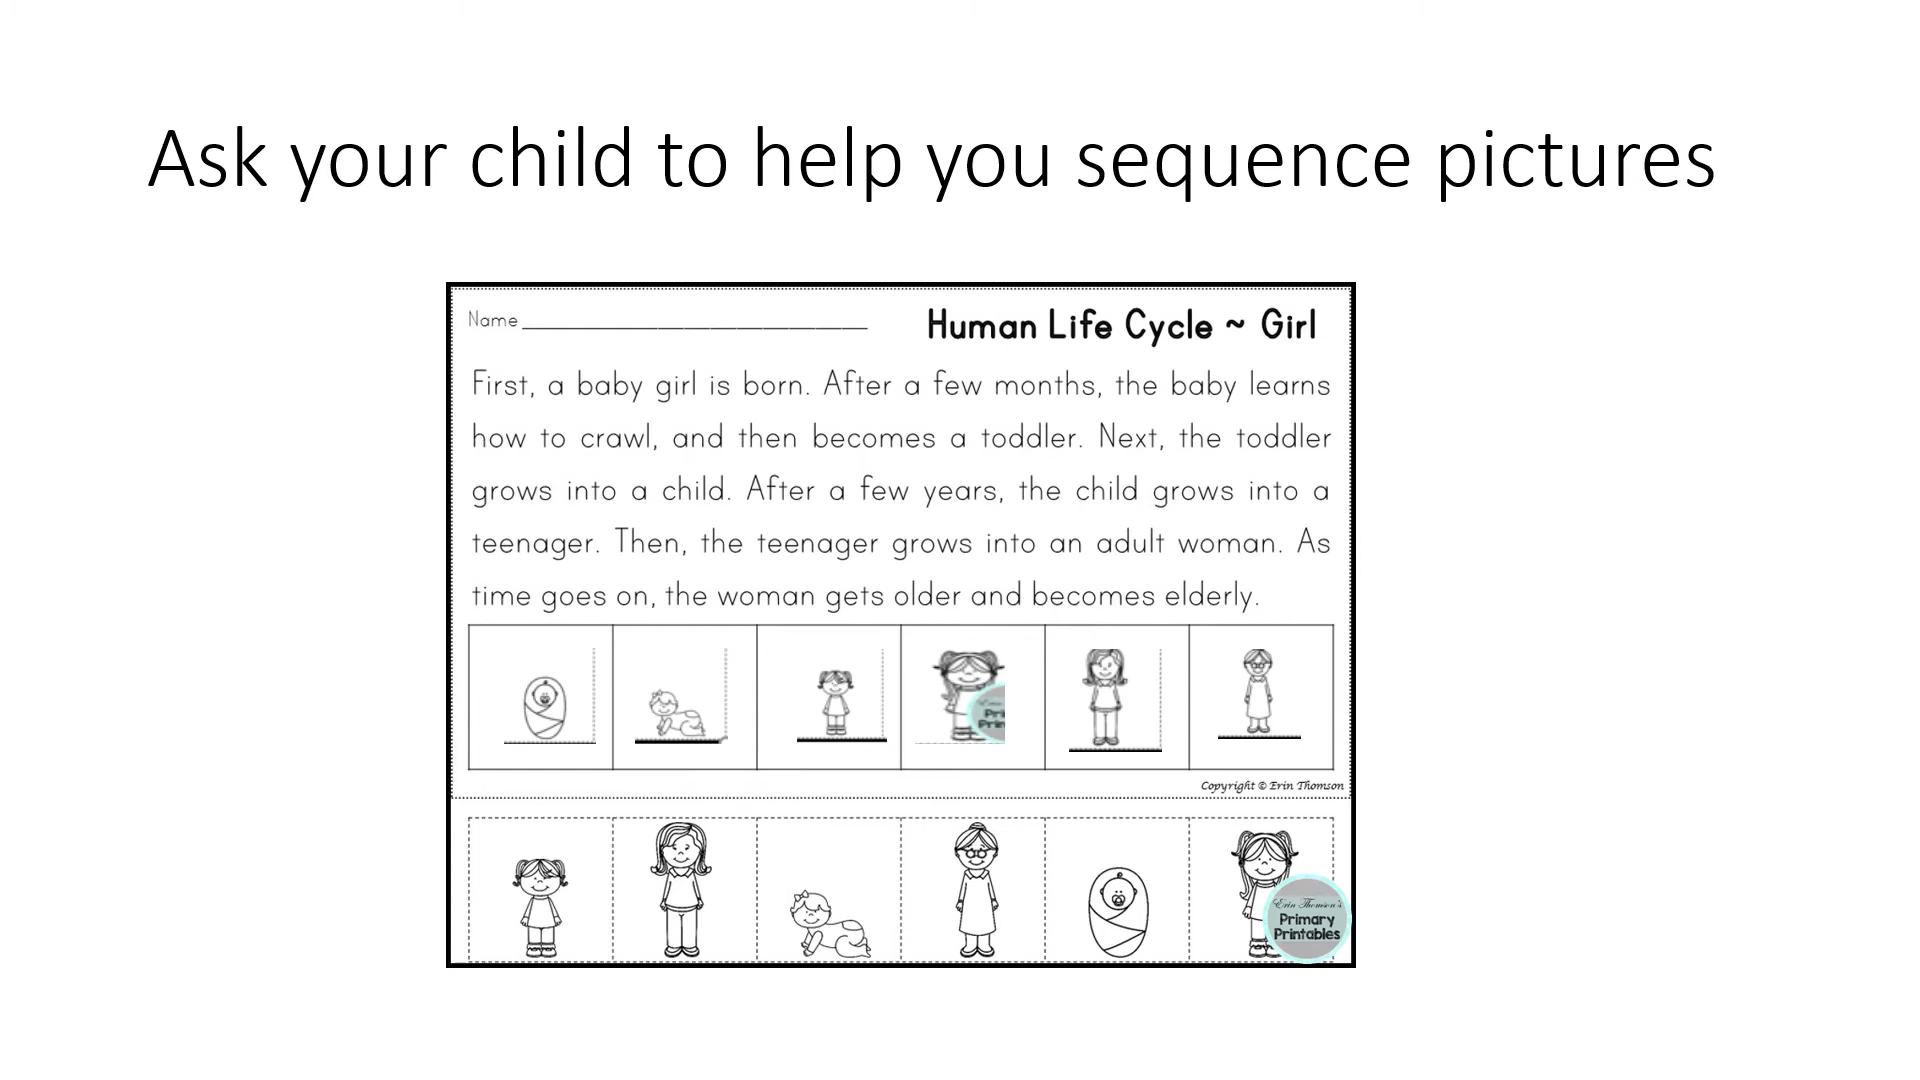 Ask your child to help you sequence pictures
Name
Human Life Cycle ~ Girl
First, a baby girl is born. After a few months, the baby learns
how to crawl, and then becomes a toddler. Next, the toddler
grows into a child. After a few years, the child grows into a
teenager. Then, the teenager grows into an adult woman. As
time goes on, the woman gets older and becomes elderly.
Pri
Prin
Copyright © Erin Thomson
Erin Thomson's
Primary
Printables